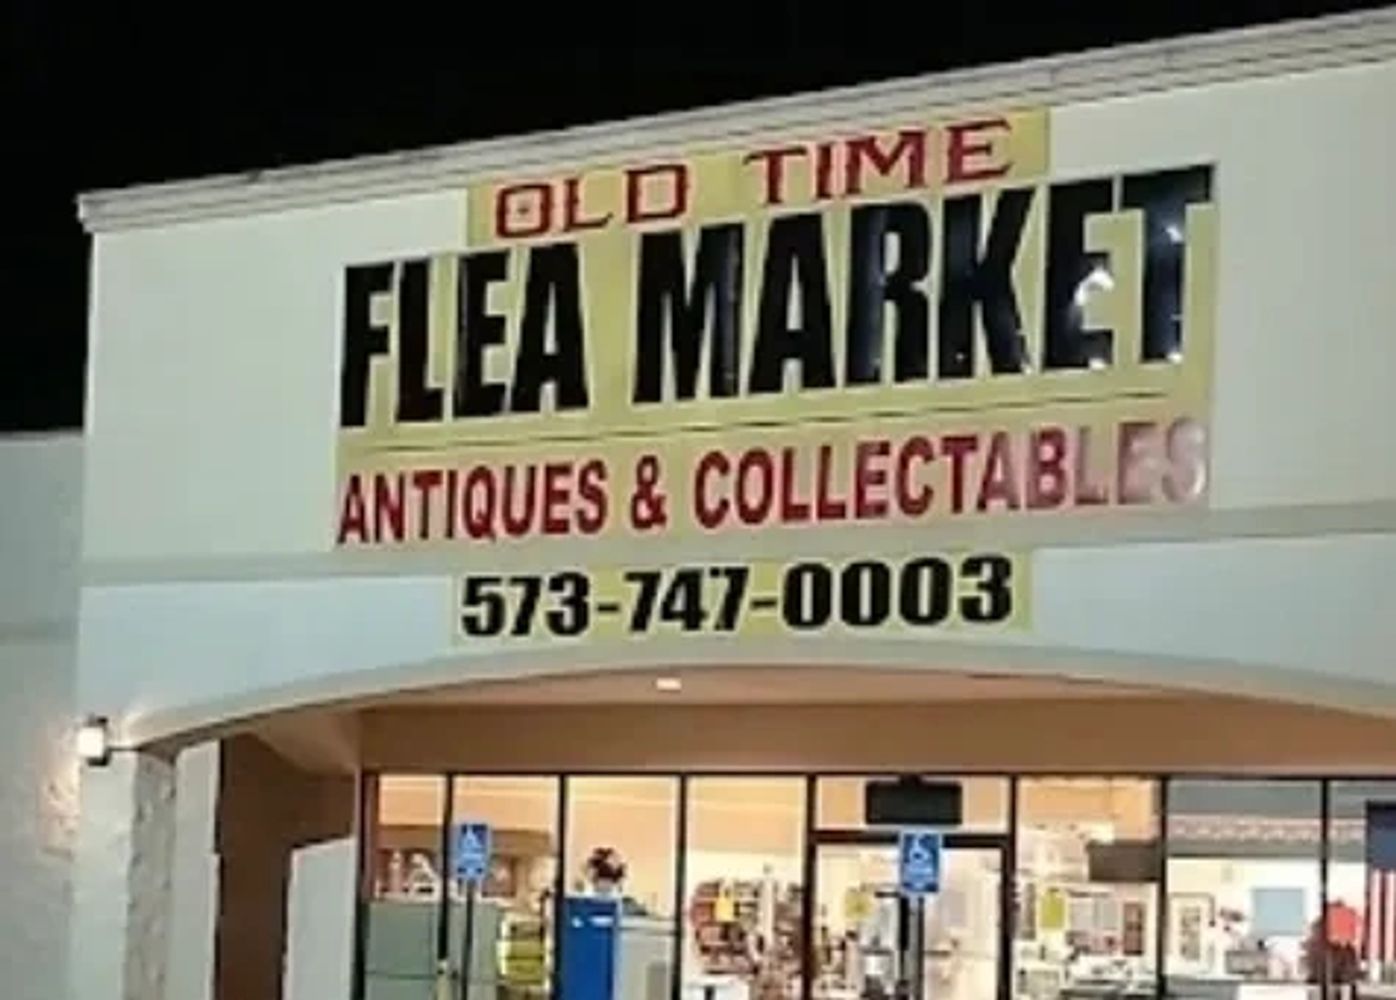 OLD TIME
FLEA MARKET
ANTIQUES & COLLECTABLES
573-747-0003